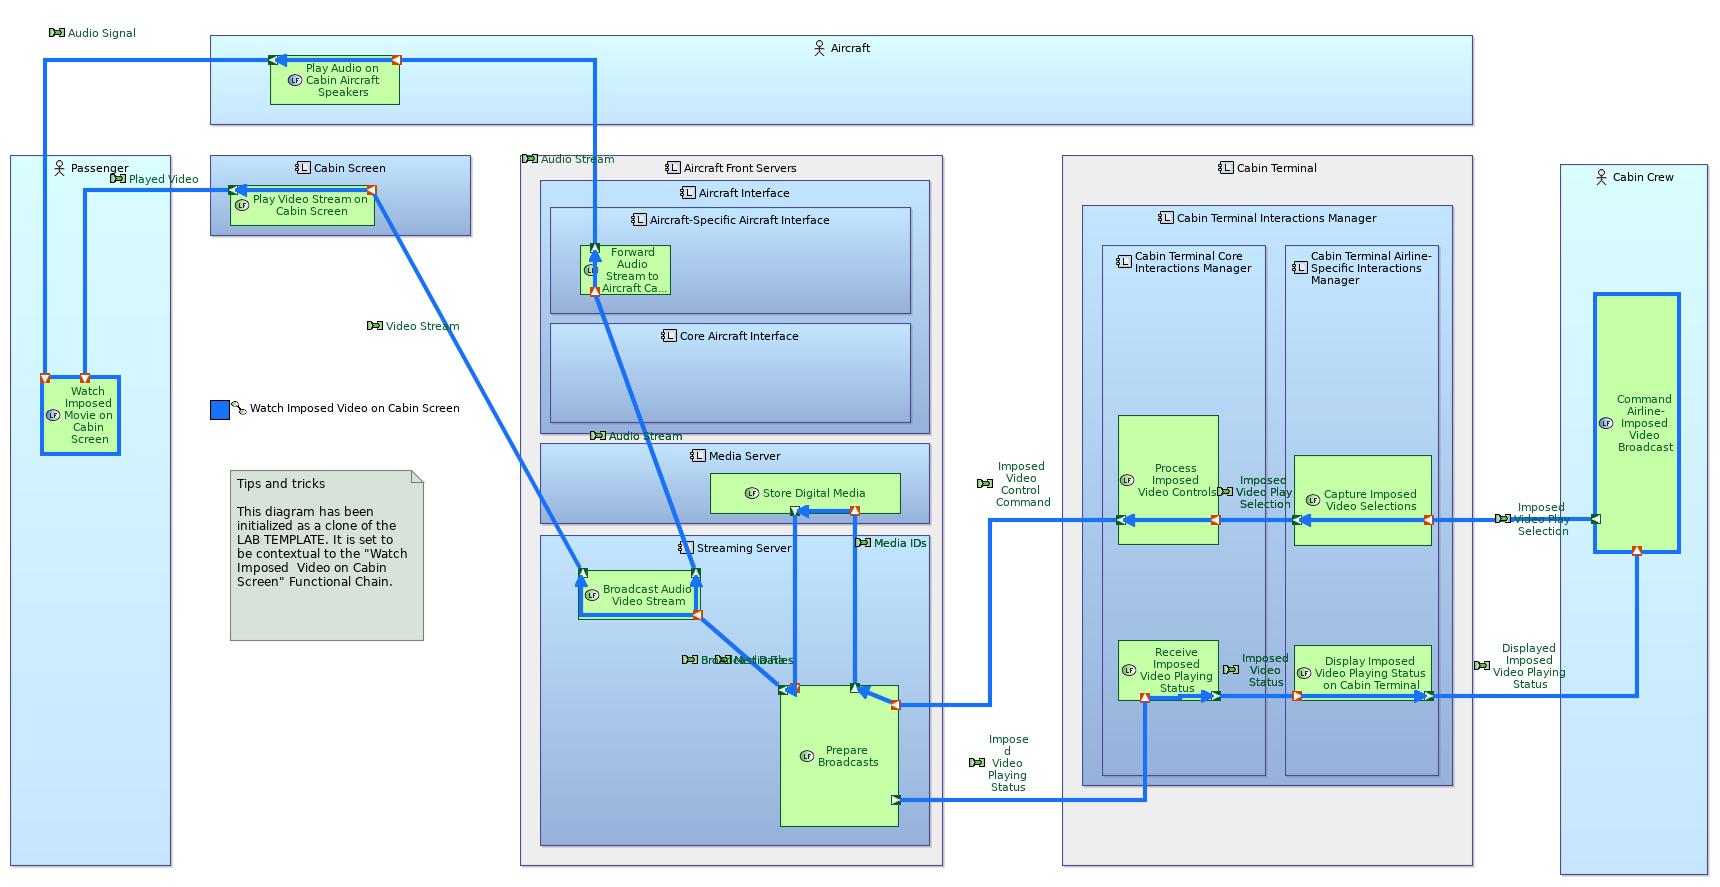 Audio Signal
Aircraft
Play Audio on
Cabin Aircraft
Speakers
Passenger
Played Video
Cabin Screen
Play Video Stream on
Cabin Screen
Audio Stream
Aircraft Front Servers
Aircraft Interface
Aircraft-Specific Aircraft Interface
Forward
Audio
Stream to
Aircraft Ca...
Core Aircraft Interface
Video Stream
Watch
Imposed
Movie on
Cabin
Screen
Watch Imposed Video on Cabin Screen
Tips and tricks
This diagram has been
initialized as a clone of the
LAB TEMPLATE. It is set to
be contextual to the "Watch
Imposed  Video on Cabin
Screen" Functional Chain.
Audio Stream
Media Server
Store Digital Media
Media IDs
Streaming Server
Broadcast Audio
Video Stream
Prepare
Broadcasts
Imposed
Video
Control
Command
Impose
d
Video
Playing
Status
Cabin Terminal
Cabin Terminal Interactions Manager
Cabin Terminal Core
Interactions Manager
Cabin Terminal Airline-
Specific Interactions
Manager
Process
Imposed
Video Controls
Imposed
Video Play
Selection
Capture Imposed
Video Selections
Imposed
Video Play
Selection
Receive
Imposed
Video Playing
Status
Imposed
Video
Status
Display Imposed
Video Playing Status
on Cabin Terminal
Displayed
Imposed
Video Playing
Status
Cabin Crew
Command
Airline-
Imposed
Video
Broadcast